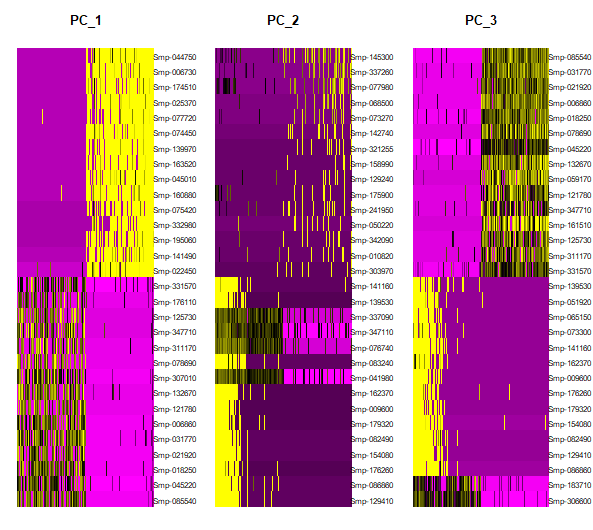 PC_1
Smp-044750
Smp-006730
Smp-174510
Smp-025370
Smp-077720
Smp-074450
Smp-139970
Smp-163520
Smp-045010
Smp-160880
Smp-075420
Smp-332980
Smp-195060
Smp-141490
Smp-022450
Smp-331570
Smp-176110
Smp-125730
Smp-347710
Smp-311170
Smp-078690
Smp-307010
Smp-132670
Smp-121780
Smp-006860
Smp-031770
Smp-021920
Smp-018250
Smp-045220
Smp-085540
PC_2
Smp-145300
Smp-337260
Smp-077980
Smp-068500
Smp-073270
Smp-142740
Smp-321255
Smp-158990
Smp-129240
Smp-175900
Smp-241950
Smp-050220
Smp-342090
Smp-010820
Smp-303970
Smp-141160
Smp-139530
Smp-337090
Smp-347110
Smp-076740
Smp-083240
Smp-041980
Smp-162370
Smp-009600
Smp-179320
Smp-082490
Smp-154080
Smp-176260
Smp-086860
Smp-129410
PC_3
Smp-085540
Smp-031770
Smp-021920
Smp-006860
Smp-018250
Smp-078690
Smp-045220
Smp-132670
Smp-059170
Smp-121780
Smp-347710
Smp-161510
Smp-125730
Smp-311170
Smp-331570
Smp-139530
Smp-051920
Smp-065150
Smp-073300
Smp-141160
Smp-162370
Smp-009600
Smp-176260
Smp-179320
Smp-154080
Smp-082490
Smp-129410
Smp-086860
Smp-183710
Smp-306600